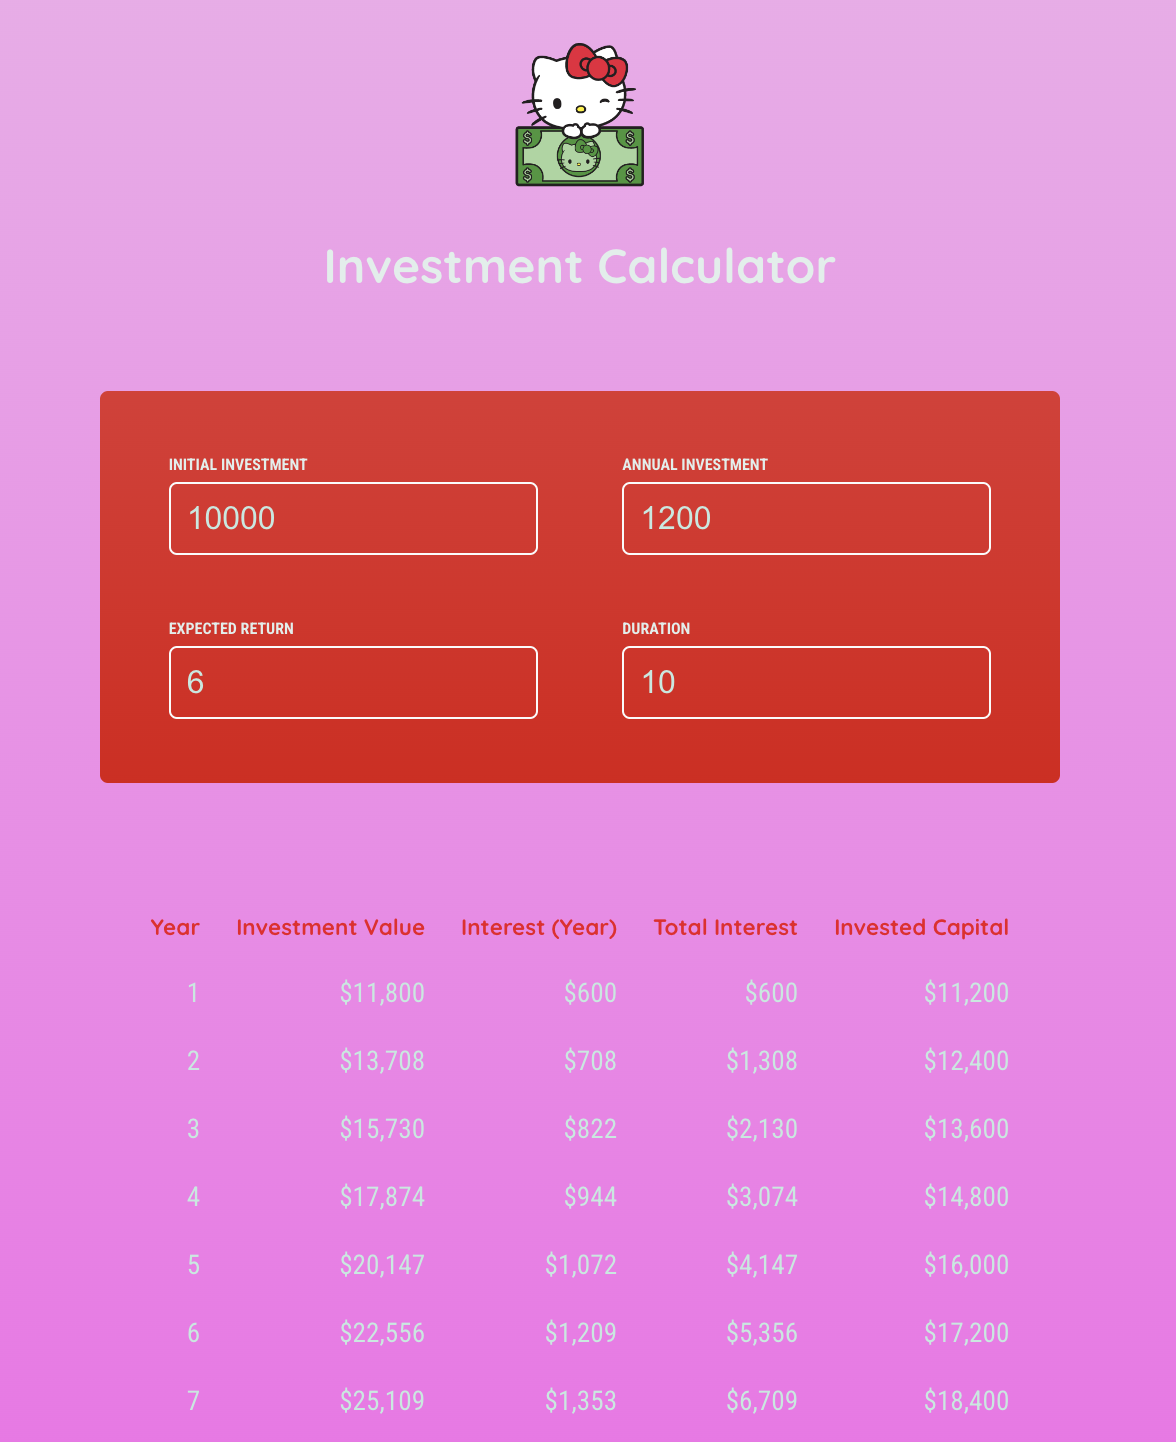 $ $
$ $
Investment Calculator
INITIAL INVESTMENT ANNUAL INVESTMENT
10000 1200
EXPECTED RETURN DURATION
6 10
Year Investment Value Interest (Year) Total Interest Invested Capital
1 $11,800 $600 $600 $11,200
2 $13,708 $708 $1,308 $12,400
3 $15,730 $822 $2,130 $13,600
4 $17,874 $944 $3,074 $14,800
5 $20,147 $1,072 $4,147 $16,000
6 $22,556 $1,209 $5,356 $17,200
7 $25,109 $1,353 $6,709 $18,400